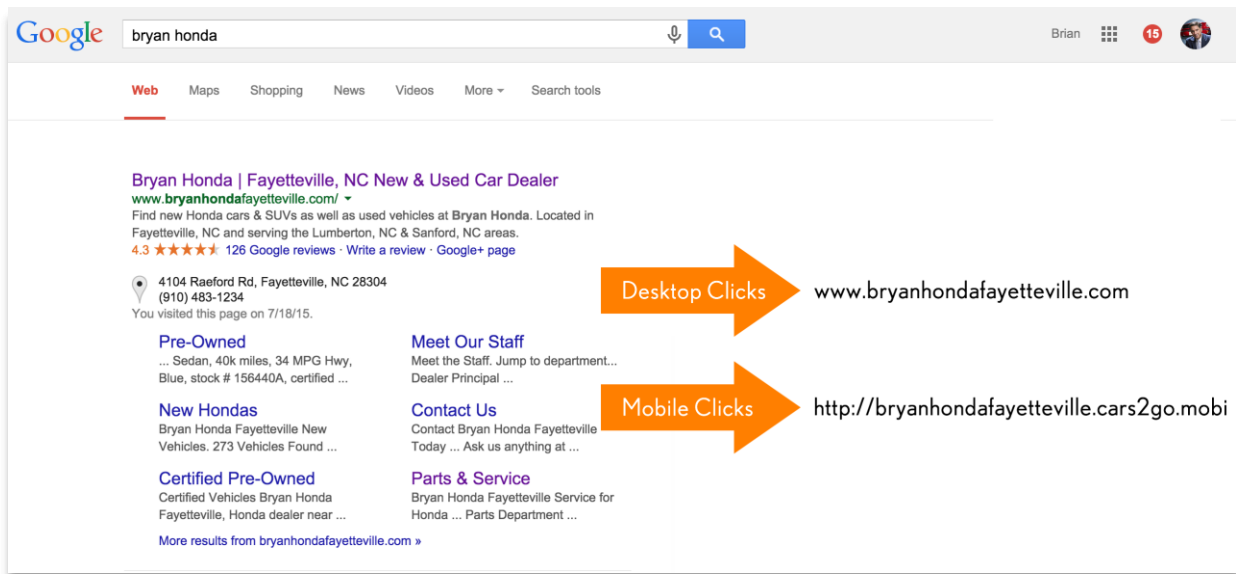 Google bryan honda Brian 15
Web Maps Shopping News Videos More Search tools
Bryan Honda | Fayetteville, NC New & Used Car Dealer
www.bryanhondafayetteville.com/
Find new Honda cars & SUVs as well as used vehicles at Bryan Honda. Located in
Fayetteville, NC and serving the Lumberton, NC & Sanford, NC areas.
4.3 ★★★★★ 126 Google reviews · Write a review · Google+ page
4104 Raeford Rd, Fayetteville, NC 28304
(910) 483-1234
You visited this page on 7/18/15.
Pre-Owned
... Sedan, 40k miles, 34 MPG Hwy,
Blue, stock # 156440A, certified ...
Meet Our Staff
Meet the Staff. Jump to department...
Dealer Principal ...
New Hondas
Bryan Honda Fayetteville New
Vehicles. 273 Vehicles Found ...
Contact Us
Contact Bryan Honda Fayetteville
Today ... Ask us anything at ...
Certified Pre-Owned
Certified Vehicles Bryan Honda
Fayetteville, Honda dealer near ...
Parts & Service
Bryan Honda Fayetteville Service for
Honda ... Parts Department ...
More results from bryanhondafayetteville.com »
Desktop Clicks www.bryanhondafayetteville.com
Mobile Clicks http://bryanhondafayetteville.cars2go.mobi